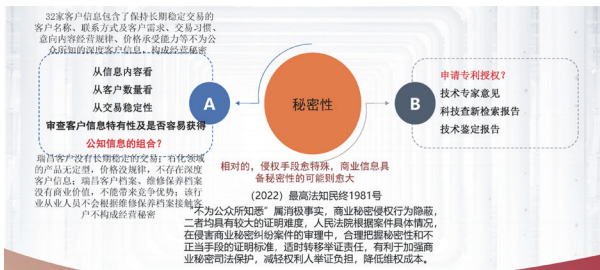 32家客户信息包含了保持长期稳定交易的
客户名称、联系方式及客户需求、交易习惯、
意向内容经营规律、价格承受能力等不为公
众所知的深度客户信息，构成经营秘密
从信息内容看
从客户数量看
从交易稳定性
审查客户信息特有性及是否容易获得
公知信息的组合？
A
秘密性
B
申请专利授权？
技术专家意见
科技查新检索报告
技术鉴定报告
瑞昌客户没有长期稳定的交易；石化领域
的产品无定型，价格没规律，不存在深度
客户信息；瑞昌客户档案、维修保养档案
没有商业价值，不能带来竞争优势；该行
业从业人员不会根据维修保养档案接触客
户不构成经营秘密
相对的，侵权手段愈特殊，商业信息具
备秘密性的可能则愈大
（2022）最高法知民终1981号
“不为公众所知悉”属消极事实，商业秘密侵权行为隐蔽，
二者均具有较大的证明难度，人民法院根据案件具体情况，
在侵害商业秘密纠纷案件的审理中，合理把握秘密性和不
正当手段的证明标准，适时转移举证责任，有利于加强商
业秘密司法保护，减轻权利人举证负担，降低维权成本。